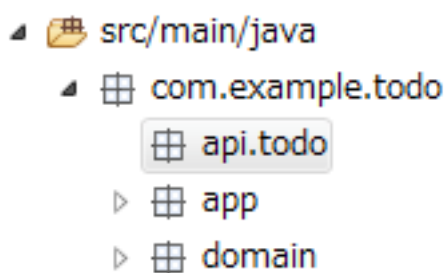 src/main/java
com.example.todo
api.todo
app
domain